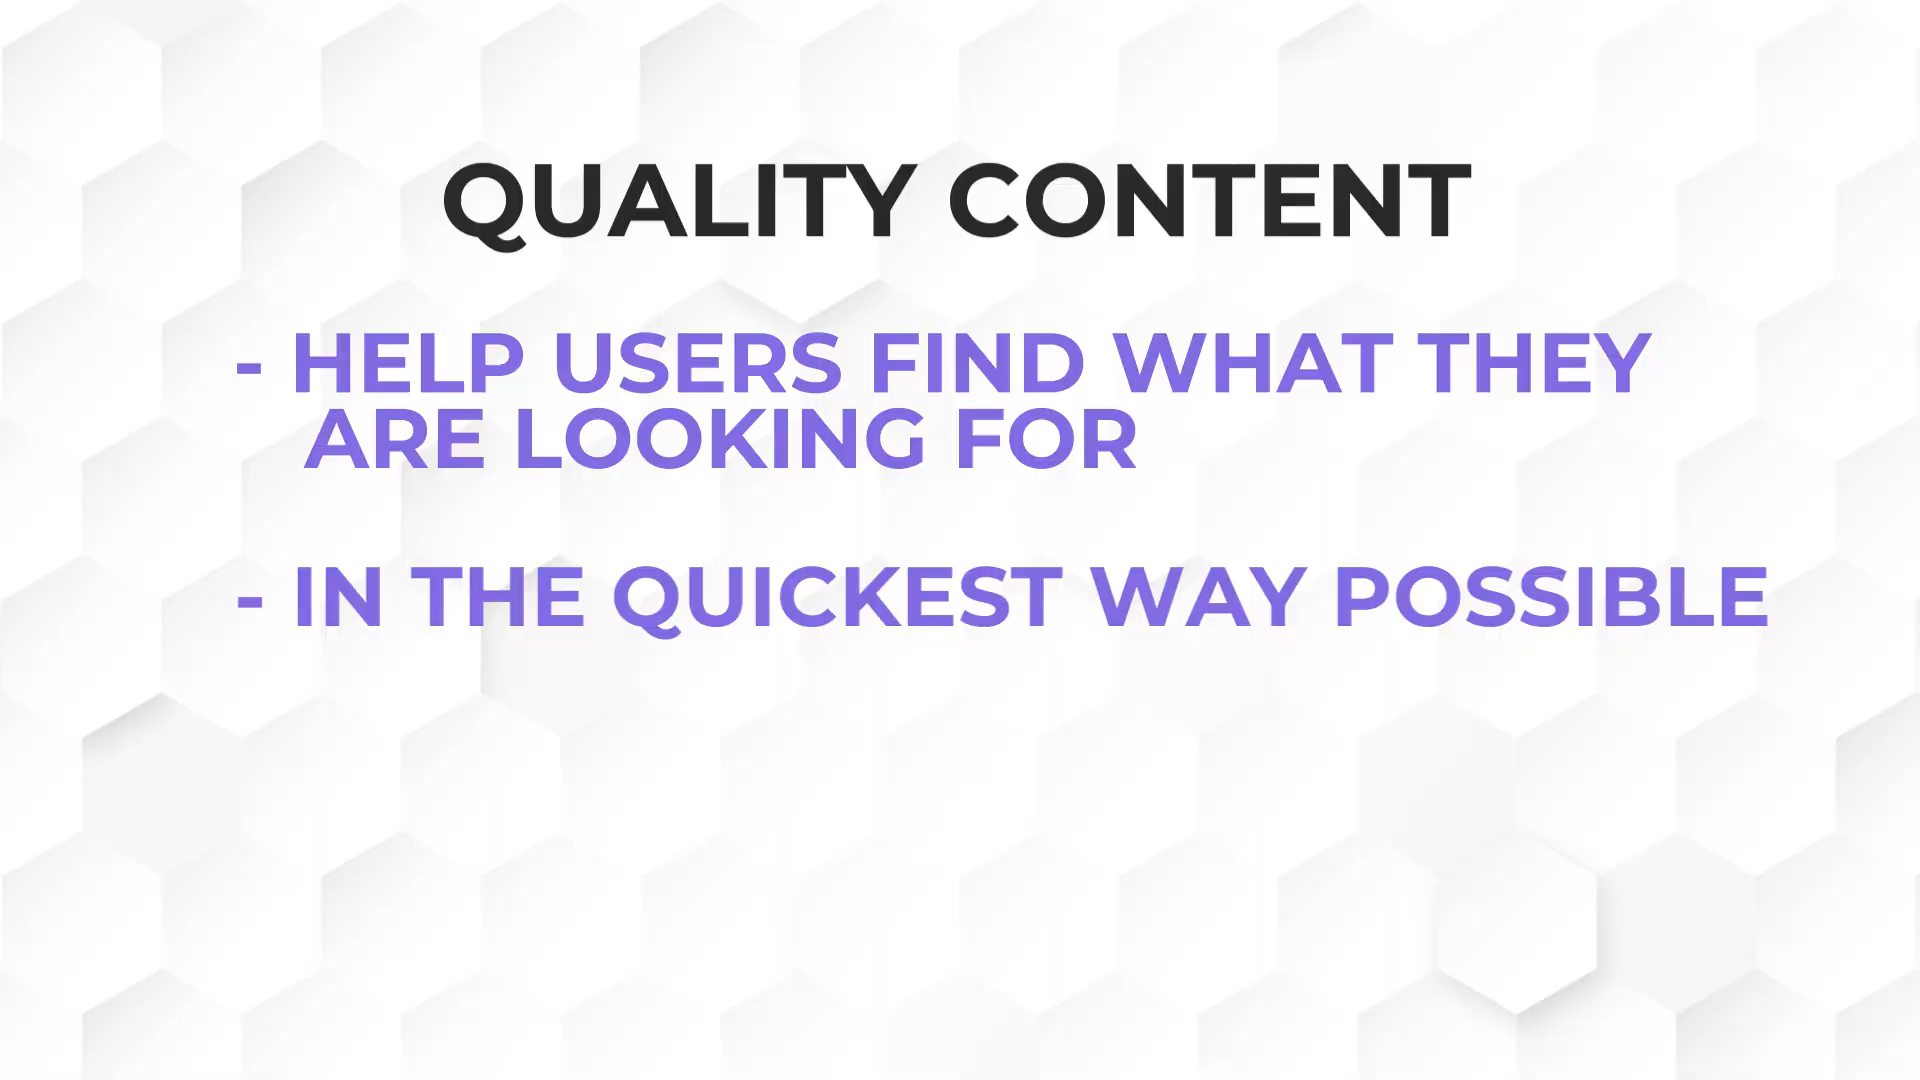 QUALITY CONTENT
- HELP USERS FIND WHAT THEY
ARE LOOKING FOR
- IN THE QUICKEST WAY POSSIBLE